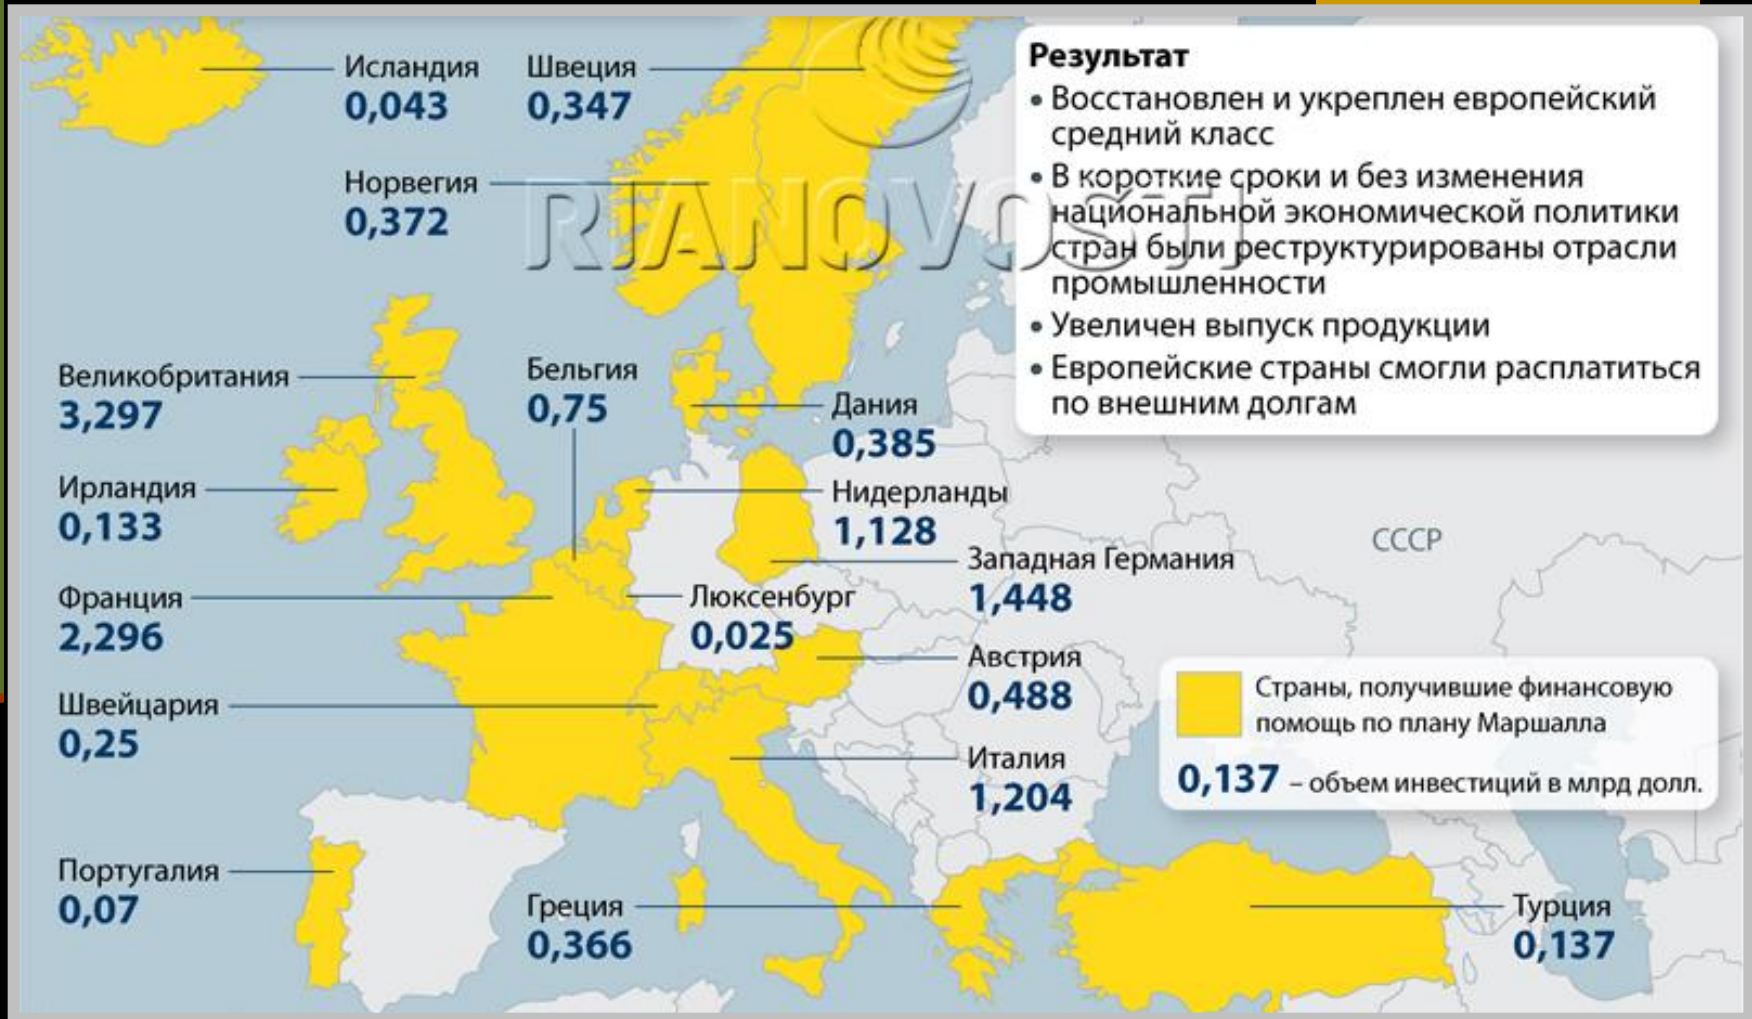 Исландия
0,043
Швеция
0,347
Норвегия
0,372
RIANOVOSTI
Результат
• Восстановлен и укреплен европейский
средний класс
• В короткие сроки и без изменения
национальной экономической политики
стран были реструктурированы отрасли
промышленности
• Увеличен выпуск продукции
• Европейские страны смогли расплатиться
по внешним долгам
Великобритания
3,297
Бельгия
0,75
Дания
0,385
Ирландия
0,133
Нидерланды
1,128
СССР
Западная Германия
1,448
Франция
2,296
Люксенбург
0,025
Австрия
0,488
Швейцария
0,25
Италия
1,204
Страны, получившие финансовую
помощь по плану Маршалла
0,137 – объем инвестиций в млрд долл.
Португалия
0,07
Греция
0,366
Турция
0,137